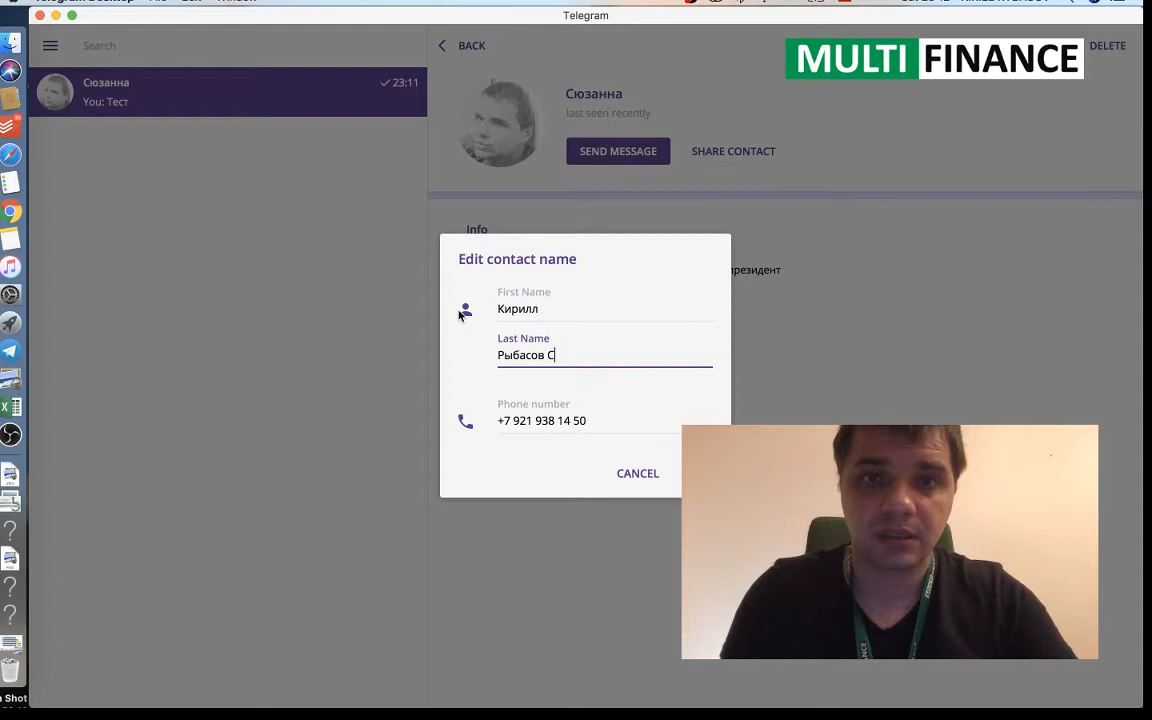 Telegram
Search
BACK
DELETE
MULTI FINANCE
Сюзанна
23:11
You: Тест
Сюзанна
last seen recently
SEND MESSAGE
SHARE CONTACT
Info
президент
Edit contact name
First Name
Кирилл
Last Name
Рыбасов С
Phone number
+7 921 938 14 50
CANCEL
Shot